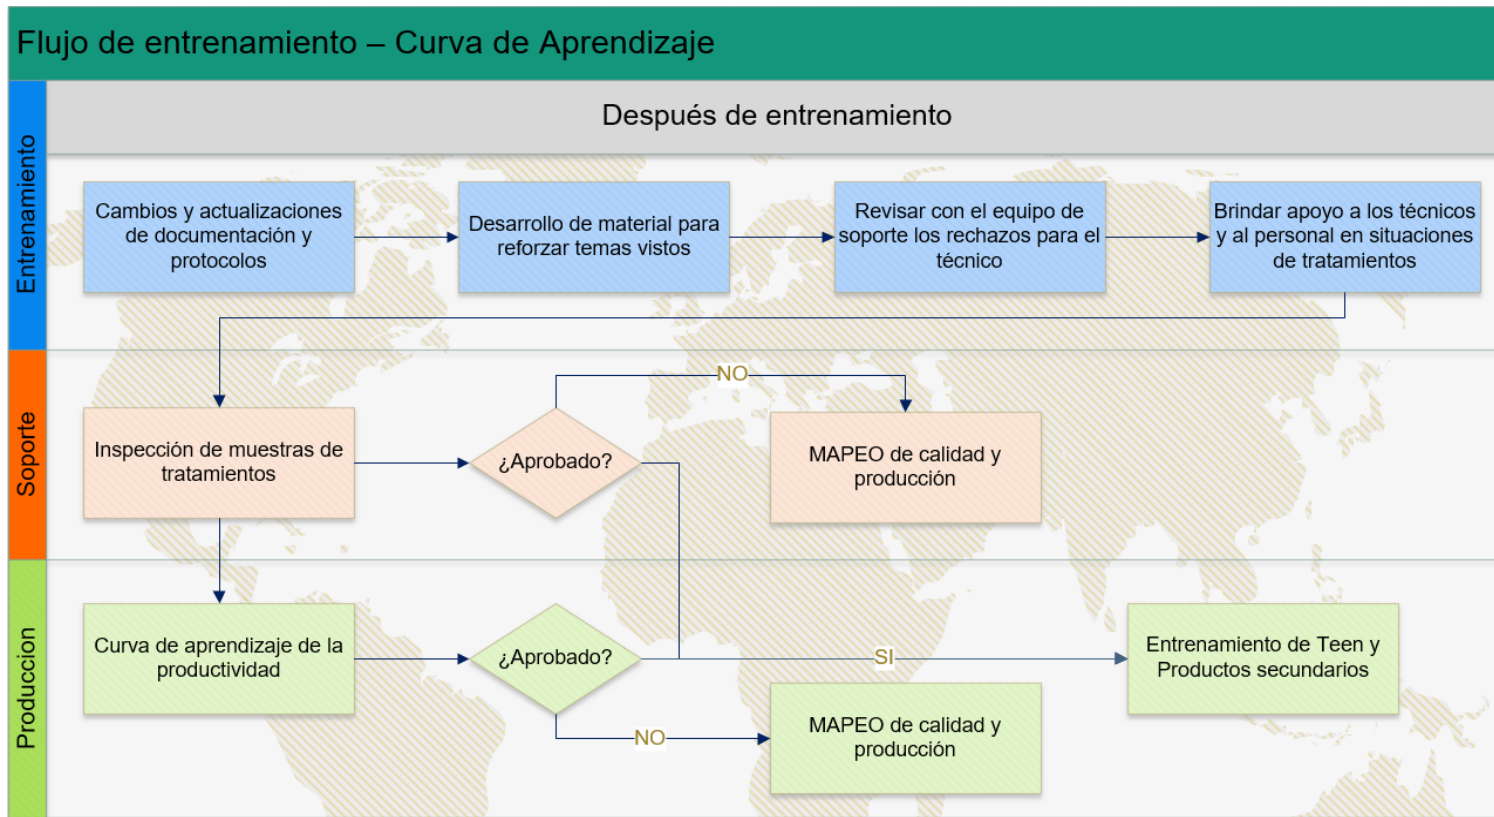 Flujo de entrenamiento – Curva de Aprendizaje
Después de entrenamiento
Entrenamiento
Cambios y actualizaciones
de documentación y
protocolos
Desarrollo de material para
reforzar temas vistos
Revisar con el equipo de
soporte los rechazos para el
técnico
Brindar apoyo a los técnicos
y al personal en situaciones
de tratamientos
Soporte
Inspección de muestras de
tratamientos
¿Aprobado?
NO
MAPEO de calidad y
producción
Produccion
Curva de aprendizaje de la
productividad
¿Aprobado?
SI
Entrenamiento de Teen y
Productos secundarios
NO
MAPEO de calidad y
producción